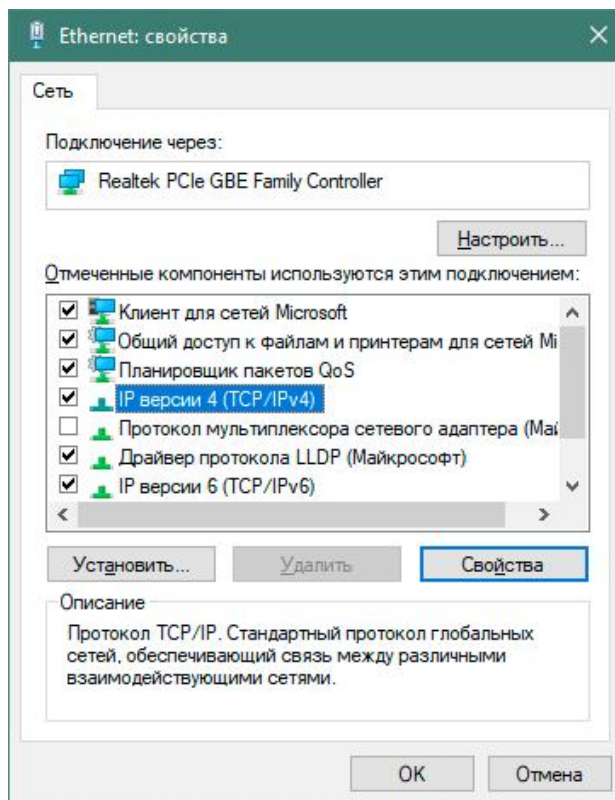 Ethernet: свойства
Сеть
Подключение через:
Realtek PCIe GBE Family Controller
Настроить...
Отмеченные компоненты используются этим подключением:
Клиент для сетей Microsoft
Общий доступ к файлам и принтерам для сетей Mi
Планировщик пакетов QoS
IP версии 4 (TCP/IPv4)
Протокол мультиплексора сетевого адаптера (Май
Драйвер протокола LLDP (Майкрософт)
IP версии 6 (TCP/IPv6)
Установить... Удалить Свойства
Описание
Протокол TCP/IP. Стандартный протокол глобальных
сетей, обеспечивающий связь между различными
взаимодействующими сетями.
OK Отмена